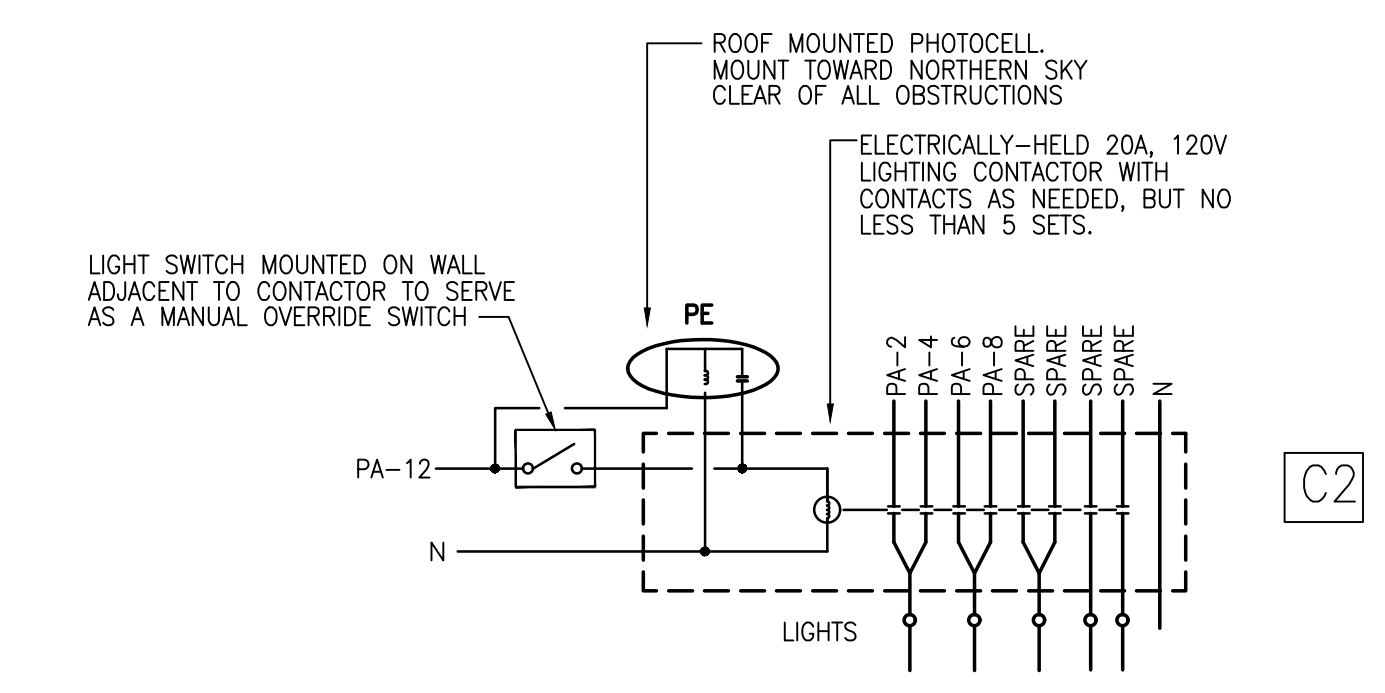 ROOF MOUNTED PHOTOCELL.
MOUNT TOWARD NORTHERN SKY
CLEAR OF ALL OBSTRUCTIONS
ELECTRICALLY-HELD 20A, 120V
LIGHTING CONTACTOR WITH
CONTACTS AS NEEDED, BUT NO
LESS THAN 5 SETS.
LIGHT SWITCH MOUNTED ON WALL
ADJACENT TO CONTACTOR TO SERVE
AS A MANUAL OVERRIDE SWITCH
PE
PA-2
PA-4
PA-6
PA-8
SPARE
SPARE
SPARE
SPARE
N
PA-12
C2
N
LIGHTS